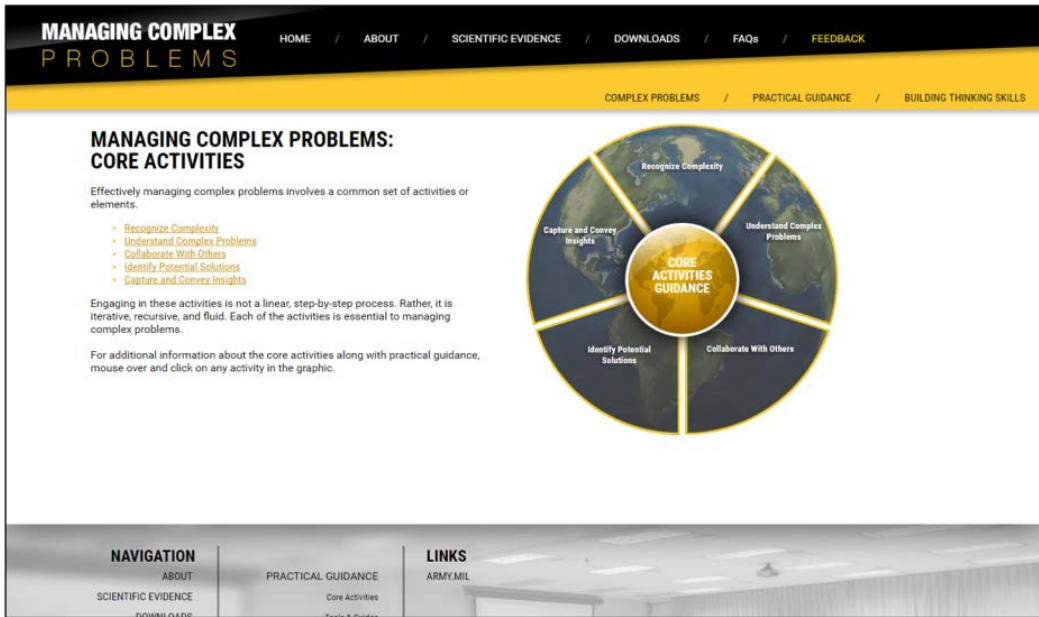 MANAGING COMPLEX
PROBLEMS
HOME / ABOUT / SCIENTIFIC EVIDENCE / DOWNLOADS / FAQs / FEEDBACK
COMPLEX PROBLEMS / PRACTICAL GUIDANCE / BUILDING THINKING SKILLS
MANAGING COMPLEX PROBLEMS:
CORE ACTIVITIES
Effectively managing complex problems involves a common set of activities or
elements.
• Recognize Complexity
• Understand Complex Problems
• Collaborate With Others
• Identify Potential Solutions
• Capture and Convey Insights
Engaging in these activities is not a linear, step-by-step process. Rather, it is
iterative, recursive, and fluid. Each of the activities is essential to managing
complex problems.
For additional information about the core activities along with practical guidance,
mouse over and click on any activity in the graphic.
Recognize Complexity
Understand Complex
Problems
Collaborate With Others
Identify Potential
Solutions
Capture and Convey
Insights
CORE
ACTIVITIES
GUIDANCE
NAVIGATION
ABOUT
SCIENTIFIC EVIDENCE
DOWNLOADS
PRACTICAL GUIDANCE
Core Activities
Tools & Guides
LINKS
ARMY.MIL